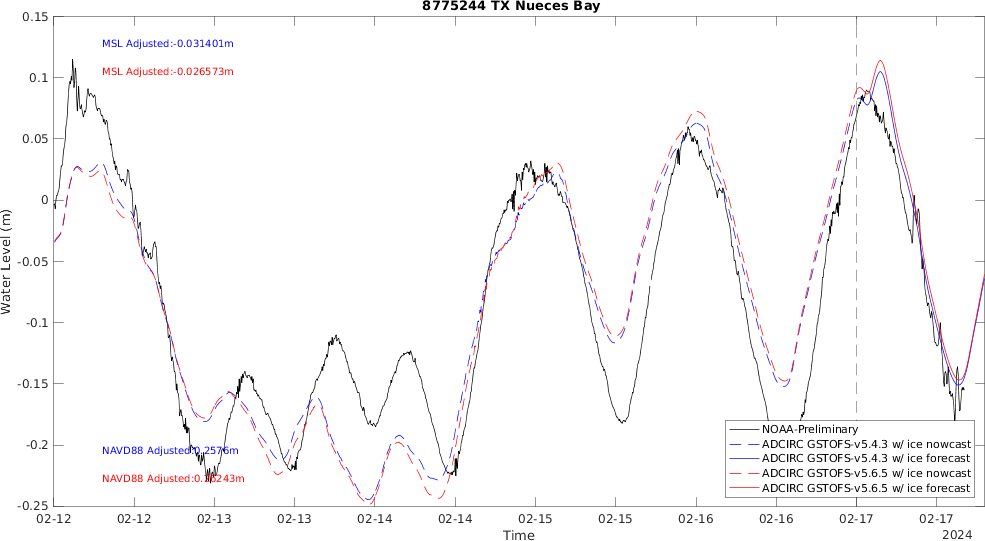 8775244 TX Nueces Bay
0.15
0.1
0.05
0
-0.05
-0.1
-0.15
-0.2
-0.25
Water Level (m)
MSL Adjusted:-0.031401m
MSL Adjusted:-0.026573m
NAVD88 Adjusted:0.2576m
NAVD88
NOAA-Preliminary
ADCIRC GSTOFS-v5.4.3 w/ ice nowcast
ADCIRC GSTOFS-v5.4.3 w/ ice forecast
ADCIRC GSTOFS-v5.6.5 w/ ice nowcast
ADCIRC GSTOFS-v5.6.5 w/ ice forecast
02-12 02-12 02-13 02-13 02-14 02-14 02-15 02-15 02-16 02-16 02-17 02-17
Time
2024